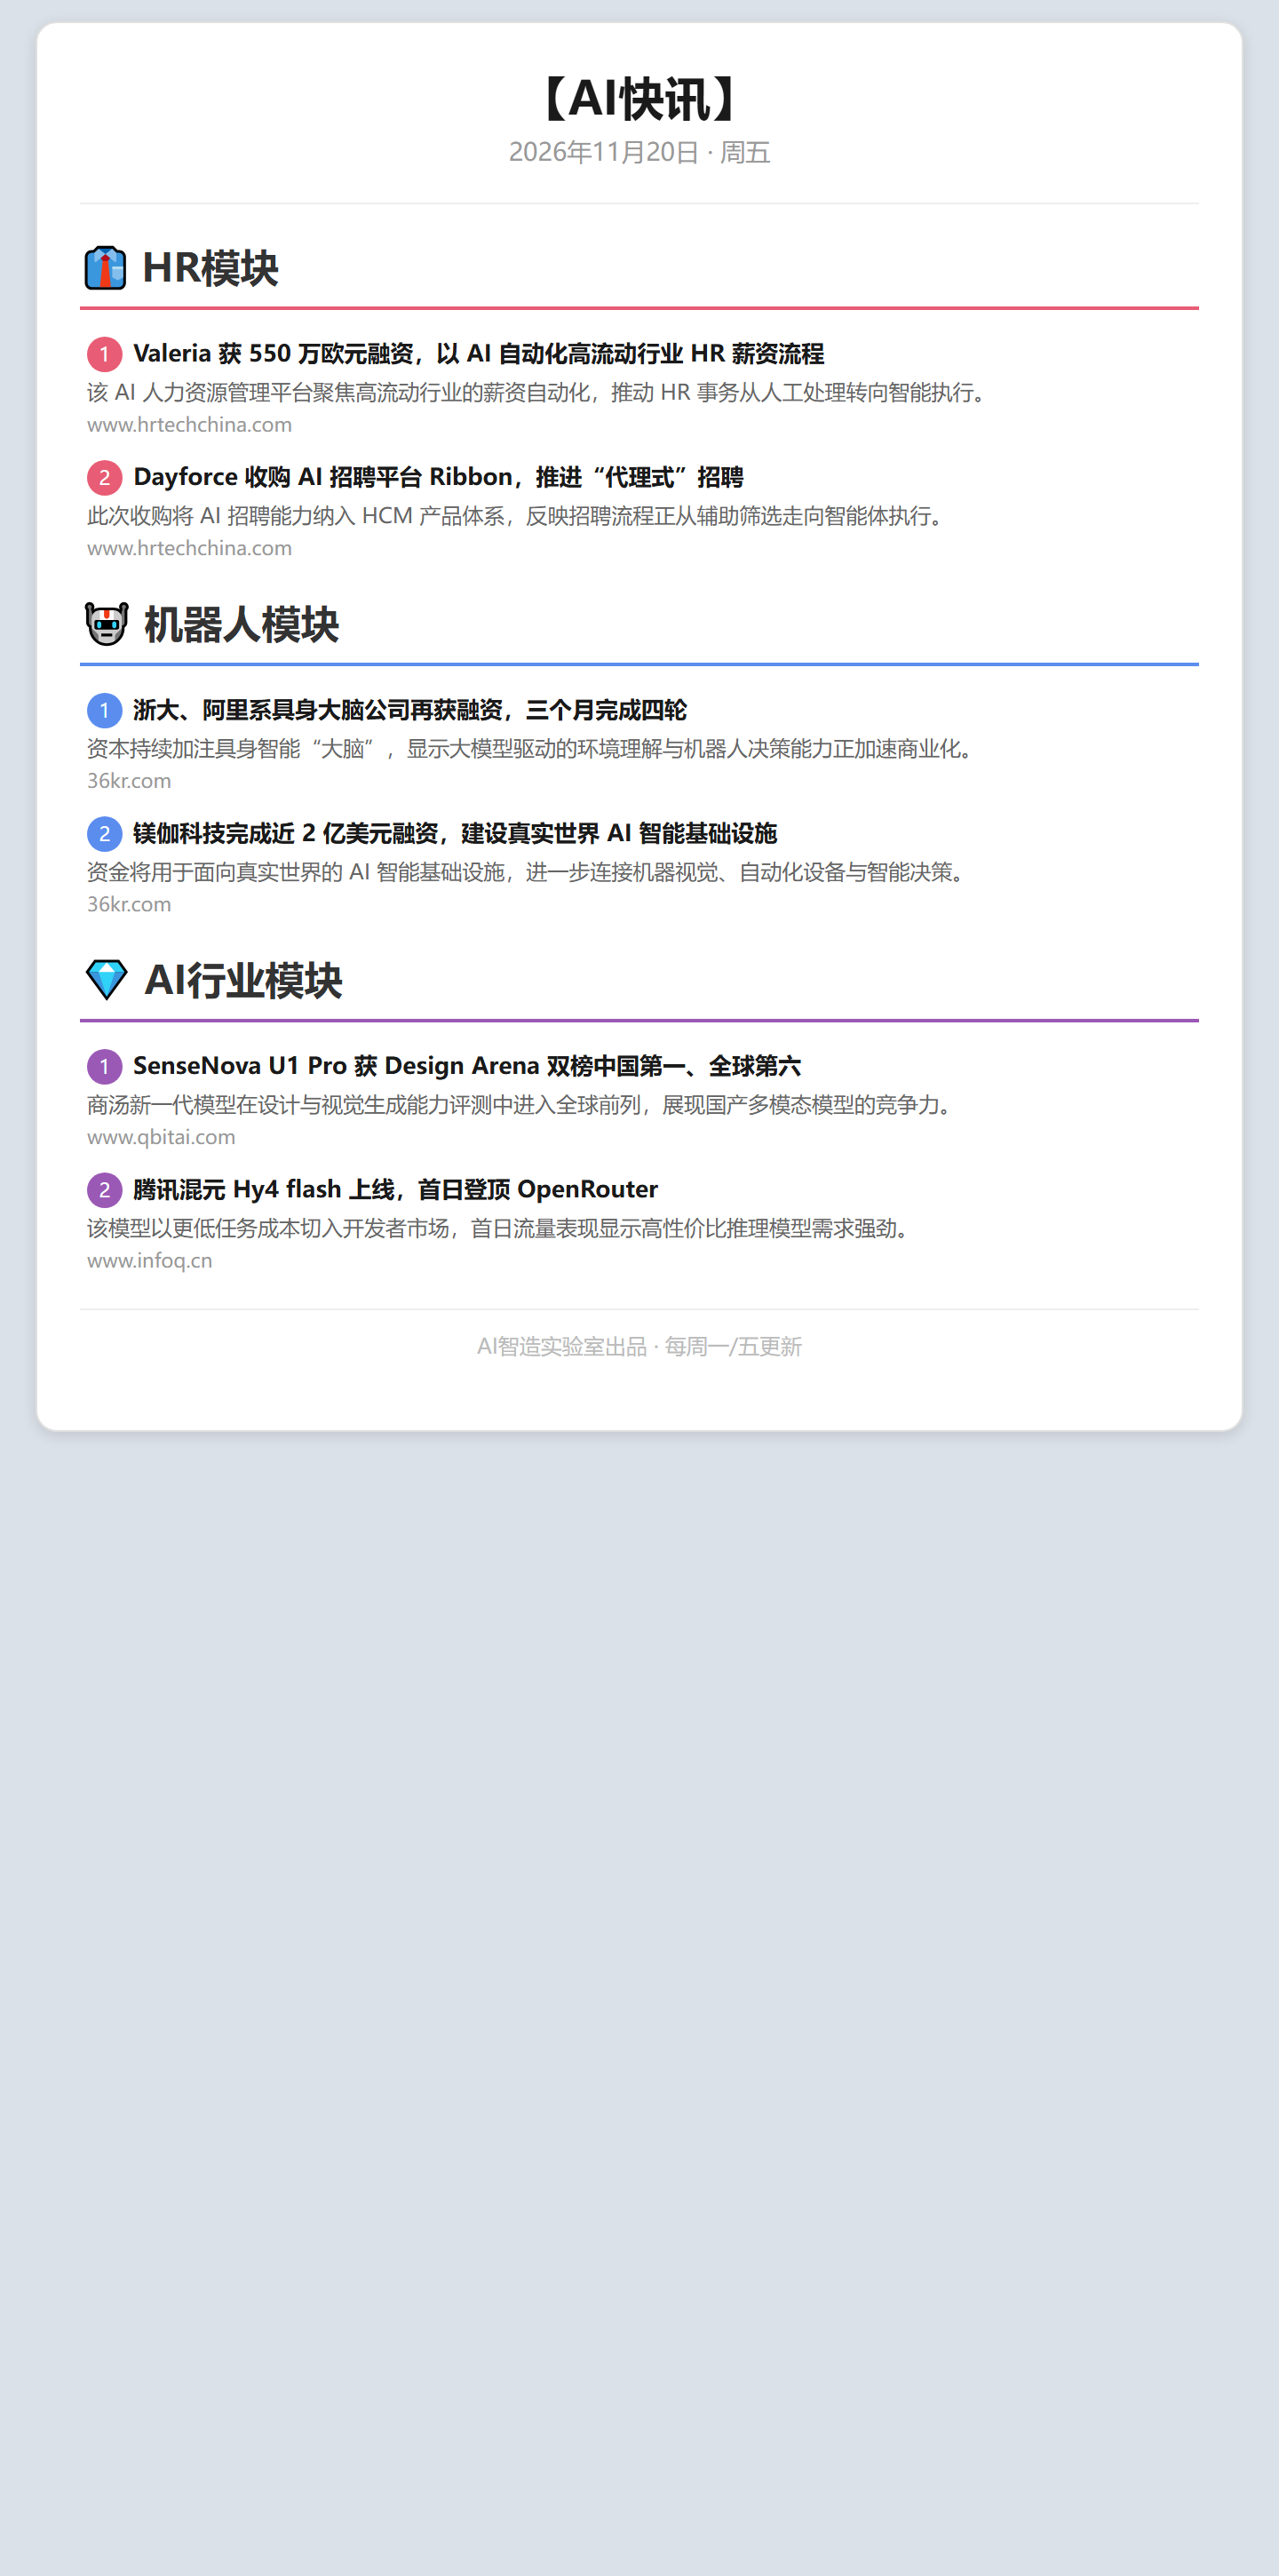 【AI快讯】
2026年11月20日 · 周五
HR模块
1 Valeria 获 550 万欧元融资，以 AI 自动化高流动行业 HR 薪资流程
该 AI 人力资源管理平台聚焦高流动行业的薪资自动化，推动 HR 事务从人工处理转向智能执行。
www.hrtechchina.com
2 Dayforce 收购 AI 招聘平台 Ribbon，推进“代理式”招聘
此次收购将 AI 招聘能力纳入 HCM 产品体系，反映招聘流程正从辅助筛选走向智能体执行。
www.hrtechchina.com
机器人模块
1 浙大、阿里系具身大脑公司再获融资，三个月完成四轮
资本持续加注具身智能“大脑”，显示大模型驱动的环境理解与机器人决策能力正加速商业化。
36kr.com
2 镁伽科技完成近 2 亿美元融资，建设真实世界 AI 智能基础设施
资金将用于面向真实世界的 AI 智能基础设施，进一步连接机器视觉、自动化设备与智能决策。
36kr.com
AI行业模块
1 SenseNova U1 Pro 获 Design Arena 双榜中国第一、全球第六
商汤新一代模型在设计与视觉生成能力评测中进入全球前列，展现国产多模态模型的竞争力。
www.qbitai.com
2 腾讯混元 Hy4 flash 上线，首日登顶 OpenRouter
该模型以更低任务成本切入开发者市场，首日流量表现显示高性价比推理模型需求强劲。
www.infoq.cn
AI智造实验室出品 · 每周一/五更新